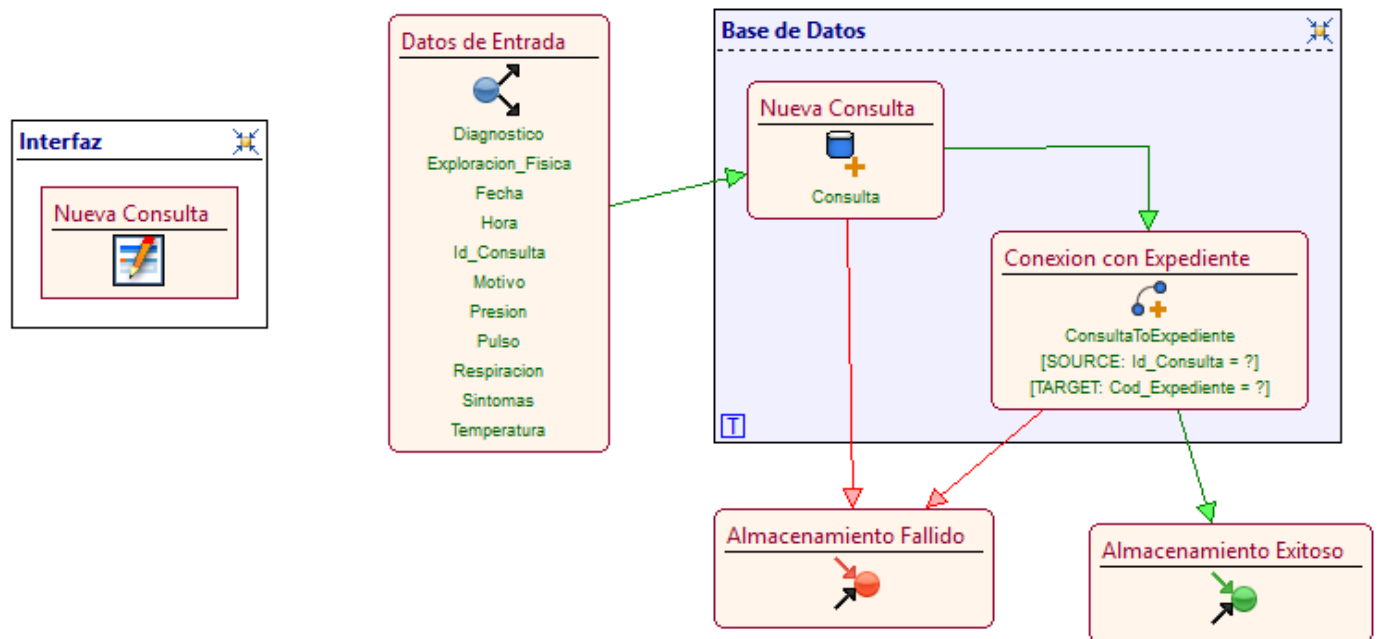 Interfaz
Nueva Consulta
Datos de Entrada
Diagnostico
Exploracion_Fisica
Fecha
Hora
Id_Consulta
Motivo
Presion
Pulso
Respiracion
Sintomas
Temperatura
Base de Datos
Nueva Consulta
Consulta
Conexion con Expediente
ConsultaToExpediente
[SOURCE: Id_Consulta = ?]
[TARGET: Cod_Expediente = ?]
T
Almacenamiento Fallido
Almacenamiento Exitoso